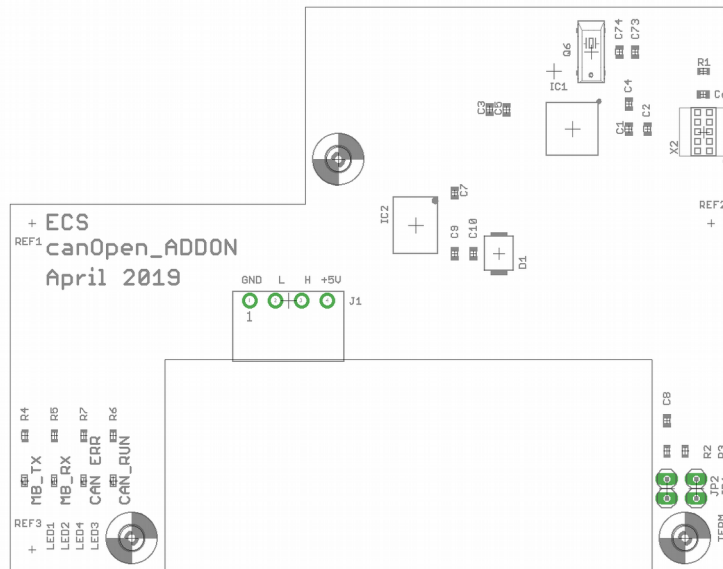 C74
C73
Q6
R1
IC1
C4
C3
C5
C1
C2
X2
C7
IC2
REF2
ECS
REF1
canOpen_ADDON
April 2019
C9
C10
D1
GND L H +5V
J1
1
C8
R4
R5
R7
R6
R2
R3
MB_TX
MB_RX
CAN_ERR
CAN_RUN
JP2
REF3
LED1
LED2
LED4
LED3
TERM